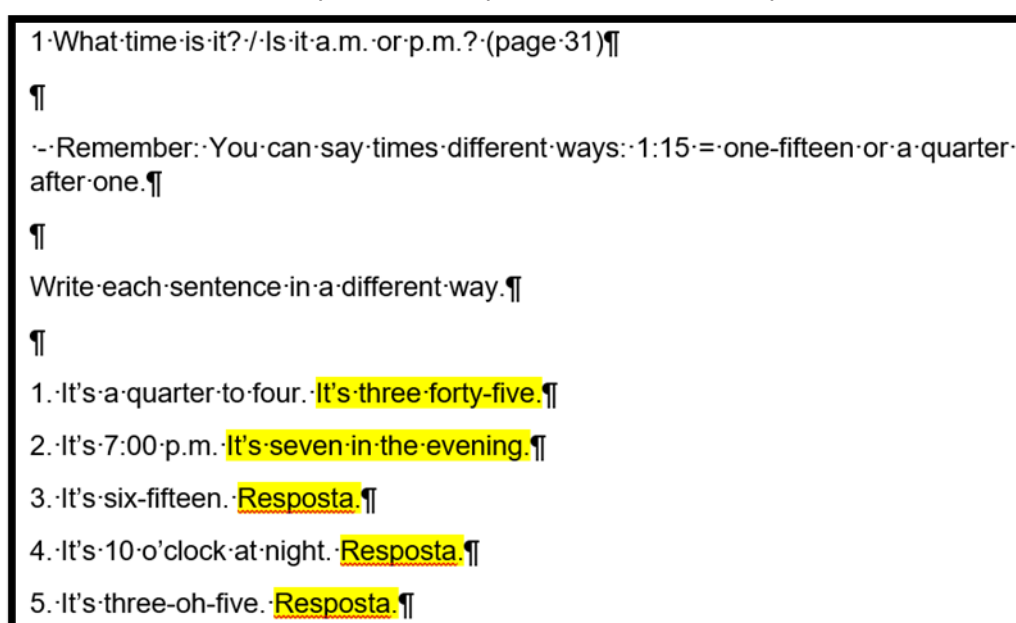 1·What·time·is·it?·/·Is·it·a.m.·or·p.m.?·(page·31)¶
¶
·-·Remember:·You·can·say·times·different·ways:·1:15·=·one-fifteen·or·a·quarter·
after·one.¶
¶
Write·each·sentence·in·a·different·way.¶
¶
1.·It's·a·quarter·to·four.·It's·three·forty-five.¶
2.·It's·7:00·p.m.·It's·seven·in·the·evening.¶
3.·It's·six-fifteen.·Resposta.¶
4.·It's·10·o'clock·at·night.·Resposta.¶
5.·It's·three-oh-five.·Resposta.¶